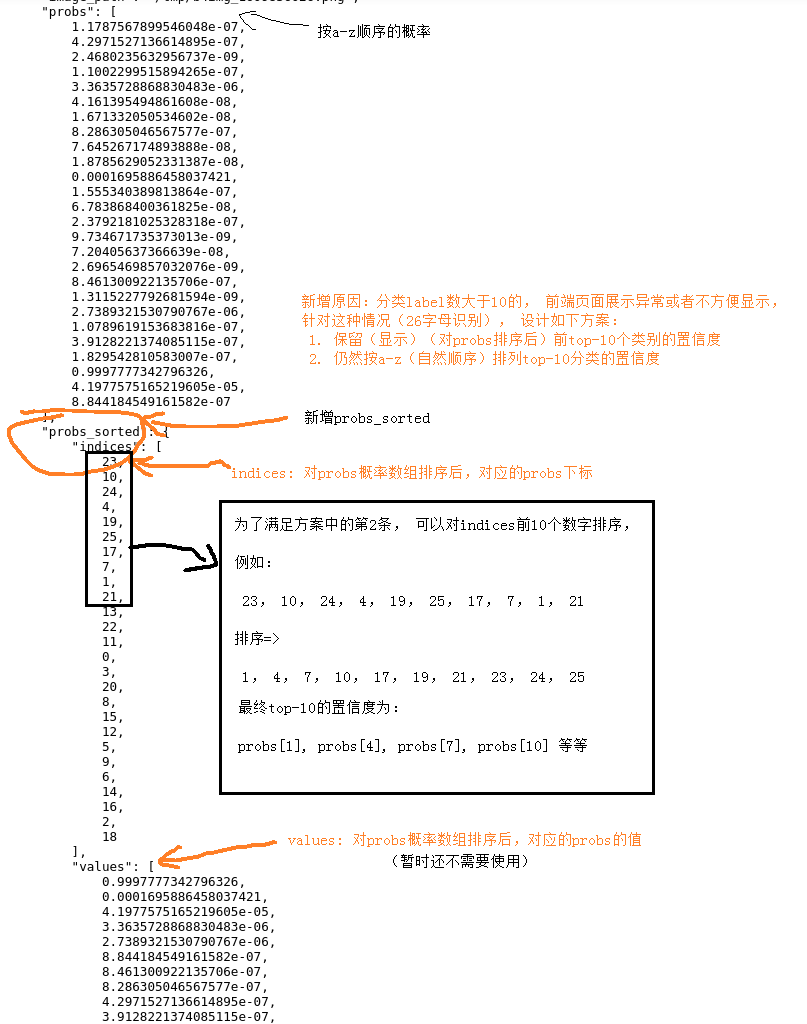 "probs": [
按a-z顺序的概率
1.1787567899546048e-07,
4.2971527136614895e-07,
2.4680235632956737e-09,
1.1002299515894265e-07,
3.3635728868830483e-06,
4.161395494861608e-08,
1.671332050534602e-08,
8.286305046567577e-07,
7.645267174893888e-08,
1.8785629052331387e-08,
0.0001695886458037421,
1.555340389813864e-07,
6.783868400361825e-08,
2.3792181025328318e-07,
9.734671735373013e-09,
7.20405637366639e-08,
2.6965469857032076e-09,
8.461300922135706e-07,
1.3115227792681594e-09,
2.7389321530790767e-06,
1.0789619153683816e-07,
3.9128221374085115e-07,
1.829542810583007e-07,
0.9997777342796326,
4.1977575165219605e-05,
8.844184549161582e-07
新增原因：分类label数大于10的， 前端页面展示异常或者不方便显示，
针对这种情况（26字母识别）， 设计如下方案：
1. 保留（显示）（对probs排序后）前top-10个类别的置信度
2. 仍然按a-z（自然顺序）排列top-10分类的置信度
],
新增probs_sorted
"probs_sorted": {
"indices": [
indices: 对probs概率数组排序后，对应的probs下标
23,
10,
24,
4,
19,
25,
17,
7,
1,
21,
13,
22,
11,
0,
3,
20,
8,
15,
12,
5,
9,
6,
14,
16,
2,
18
为了满足方案中的第2条， 可以对indices前10个数字排序，
例如：
23， 10， 24， 4， 19， 25， 17， 7， 1， 21
排序=>
1， 4， 7， 10， 17， 19， 21， 23， 24， 25
最终top-10的置信度为：
probs[1], probs[4], probs[7], probs[10] 等等
],
values: 对probs概率数组排序后，对应的probs的值
（暂时还不需要使用）
"values": [
0.9997777342796326,
0.0001695886458037421,
4.1977575165219605e-05,
3.3635728868830483e-06,
2.7389321530790767e-06,
8.844184549161582e-07,
8.461300922135706e-07,
8.286305046567577e-07,
4.2971527136614895e-07,
3.9128221374085115e-07,